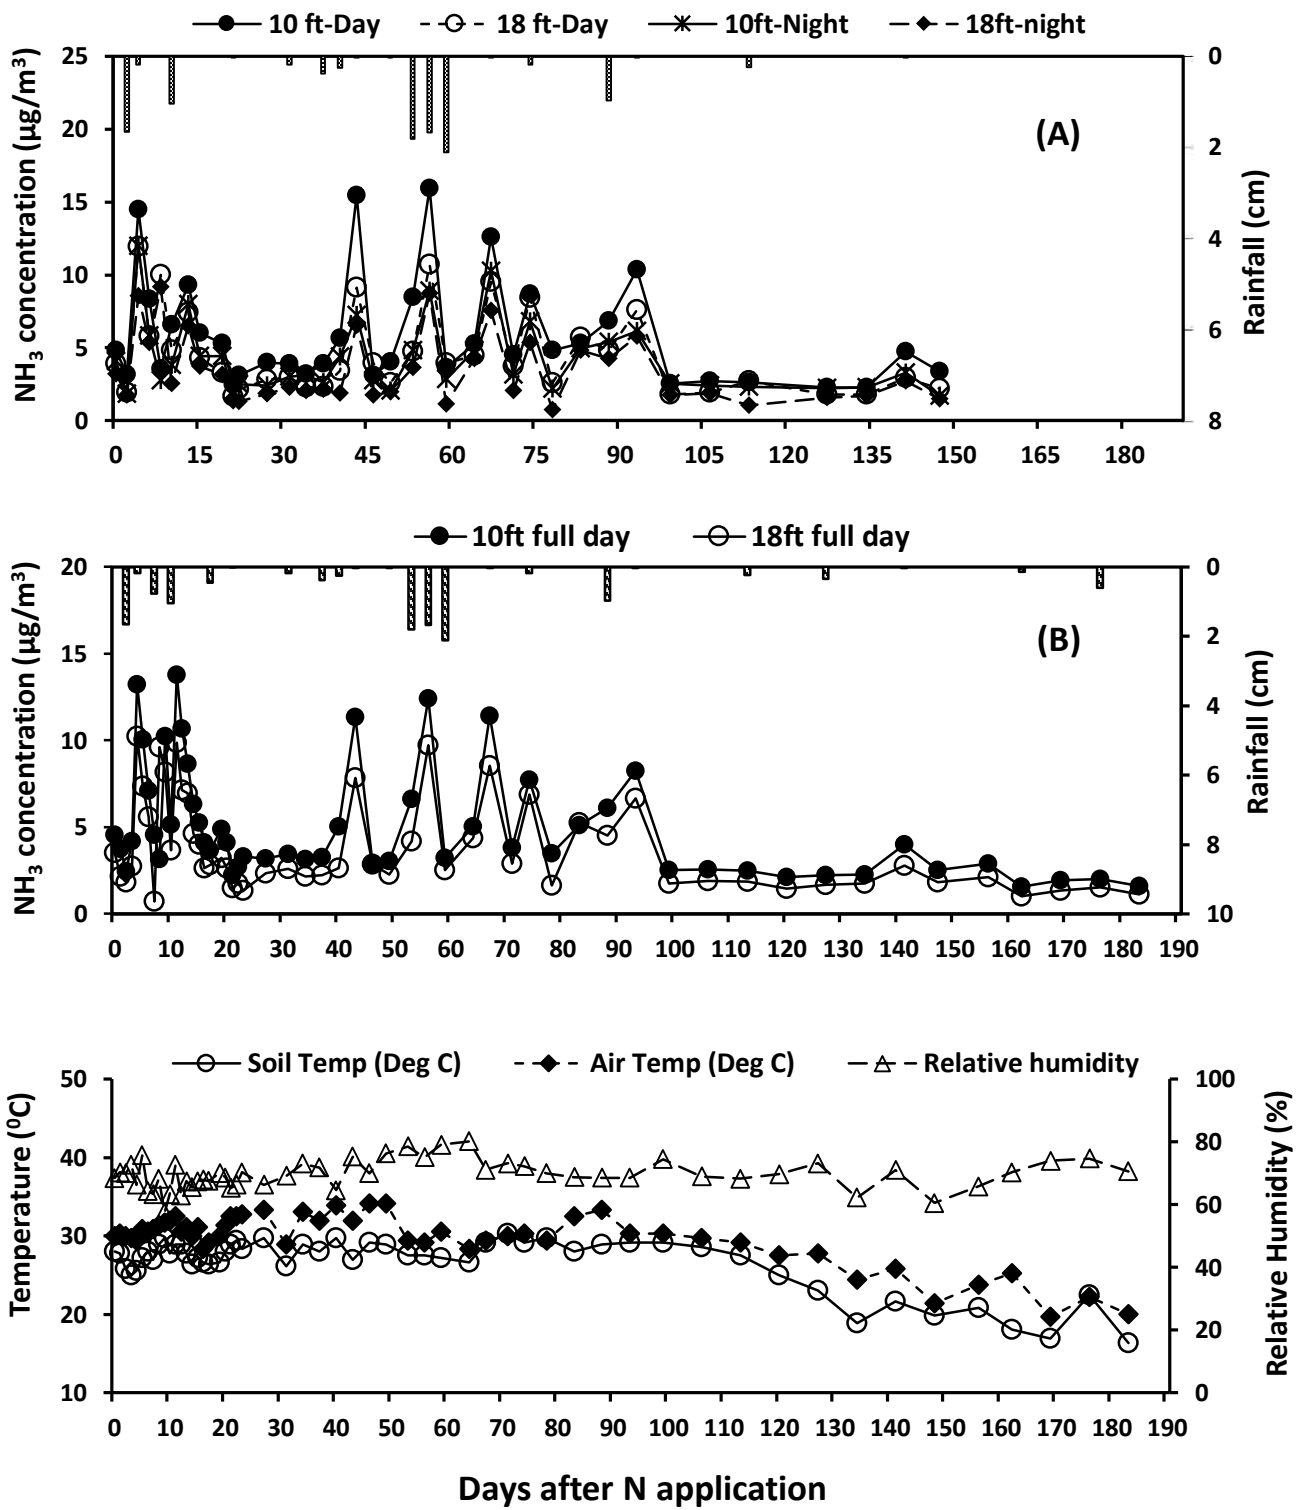 10 ft-Day 18 ft-Day 10ft-Night 18ft-night
NH3 concentration (µg/m³)
25
20
15
10
5
0
(A)
0
2
4
6
8
Rainfall (cm)
0 15 30 45 60 75 90 105 120 135 150 165 180
10ft full day 18ft full day
NH3 concentration (µg/m³)
20
15
10
5
0
(B)
0
2
4
6
8
10
Rainfall (cm)
0 10 20 30 40 50 60 70 80 90 100 110 120 130 140 150 160 170 180 190
Soil Temp (Deg C) Air Temp (Deg C) Relative humidity
Temperature (⁰C)
50
40
30
20
10
100
80
60
40
20
0
Relative Humidity (%)
0 10 20 30 40 50 60 70 80 90 100 110 120 130 140 150 160 170 180 190
Days after N application